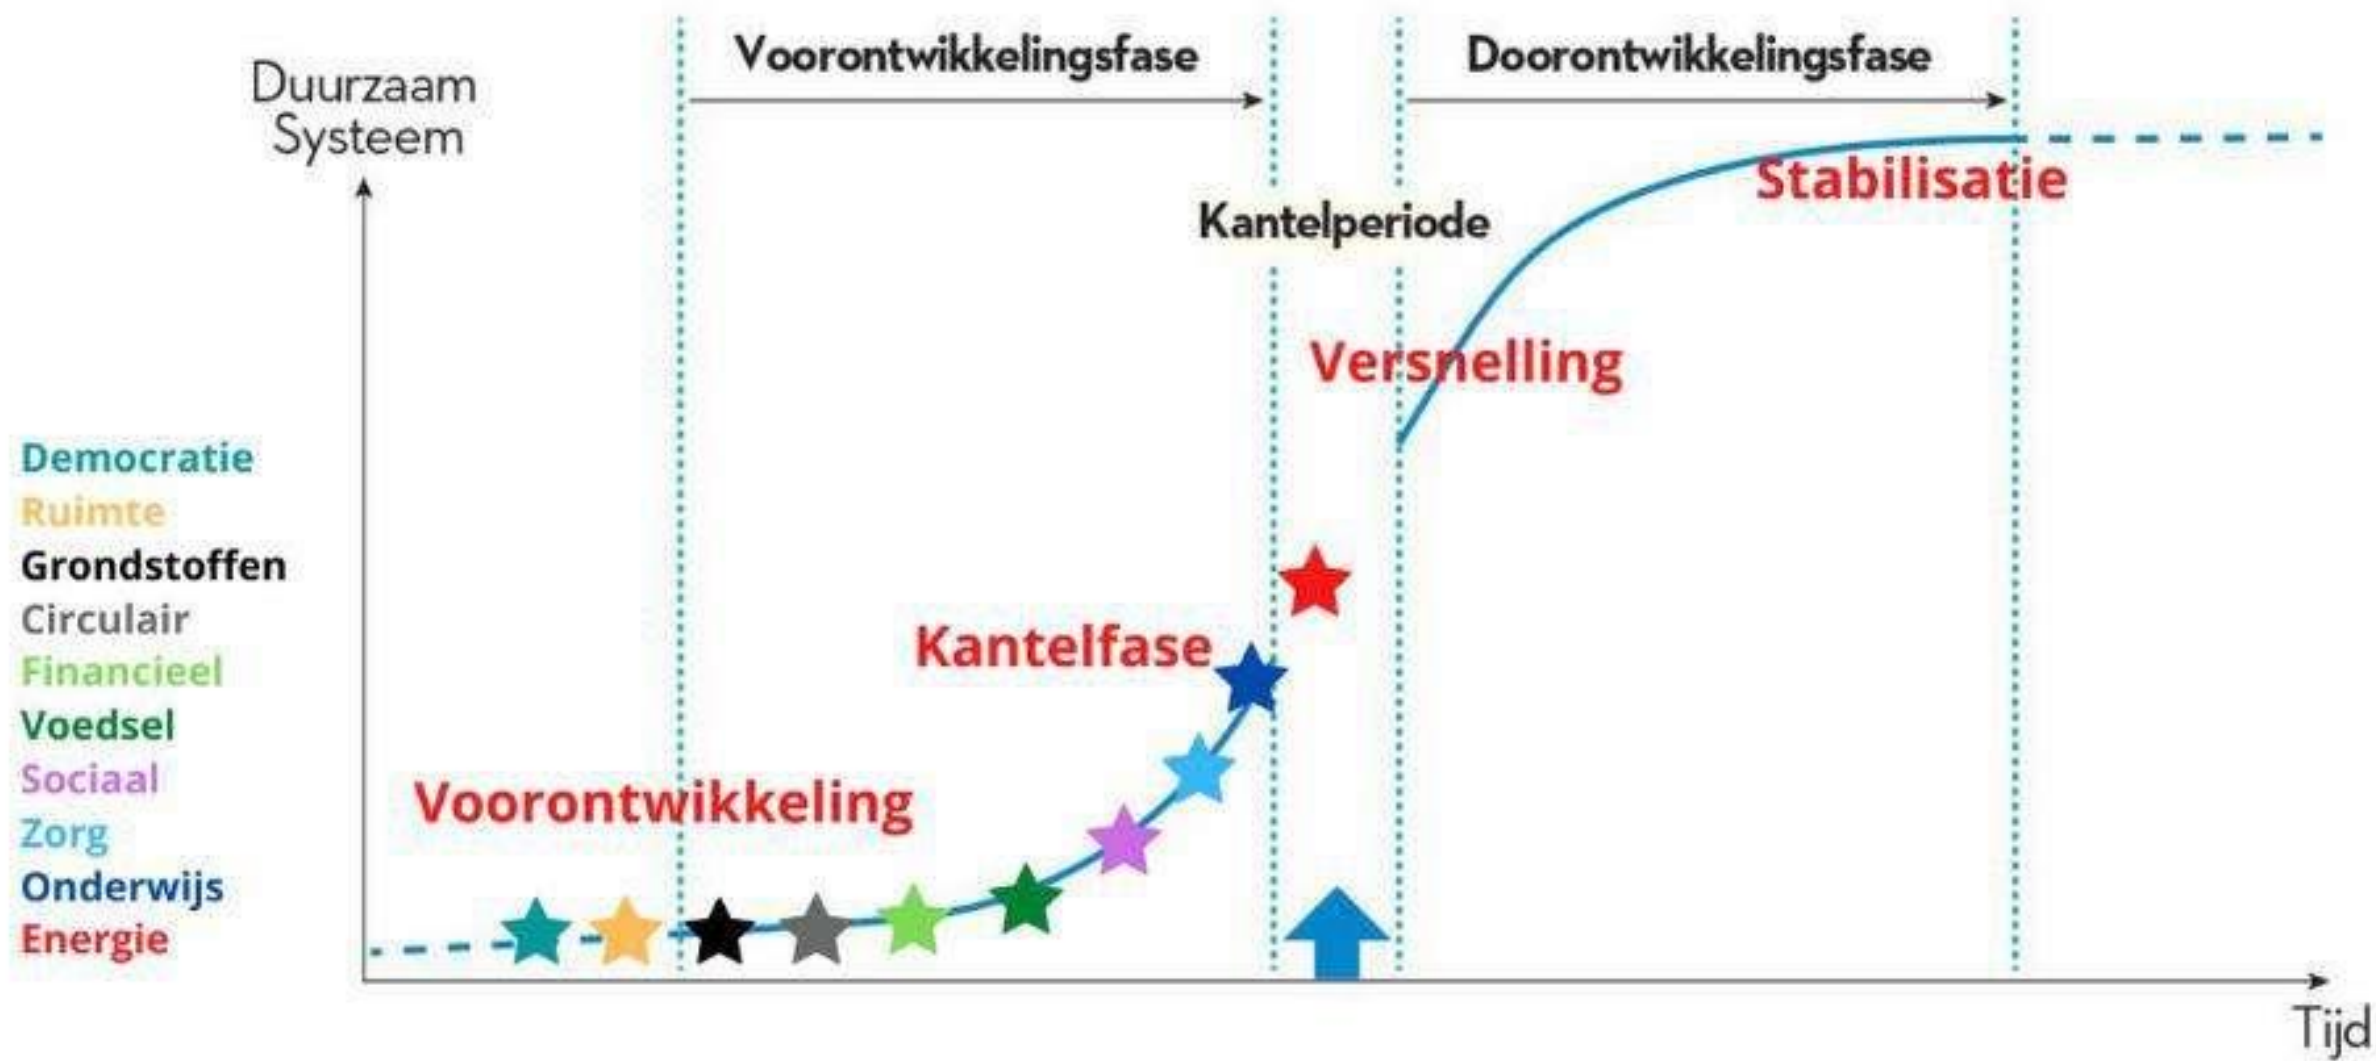 Voorontwikkelingsfase
Doorontwikkelingsfase
Duurzaam
Systeem
Stabilisatie
Kantelperiode
Versnelling
Democratie
Ruimte
Grondstoffen
Circulair
Financieel
Voedsel
Sociaal
Zorg
Onderwijs
Energie
Kantelfase
Voorontwikkeling
Tijd